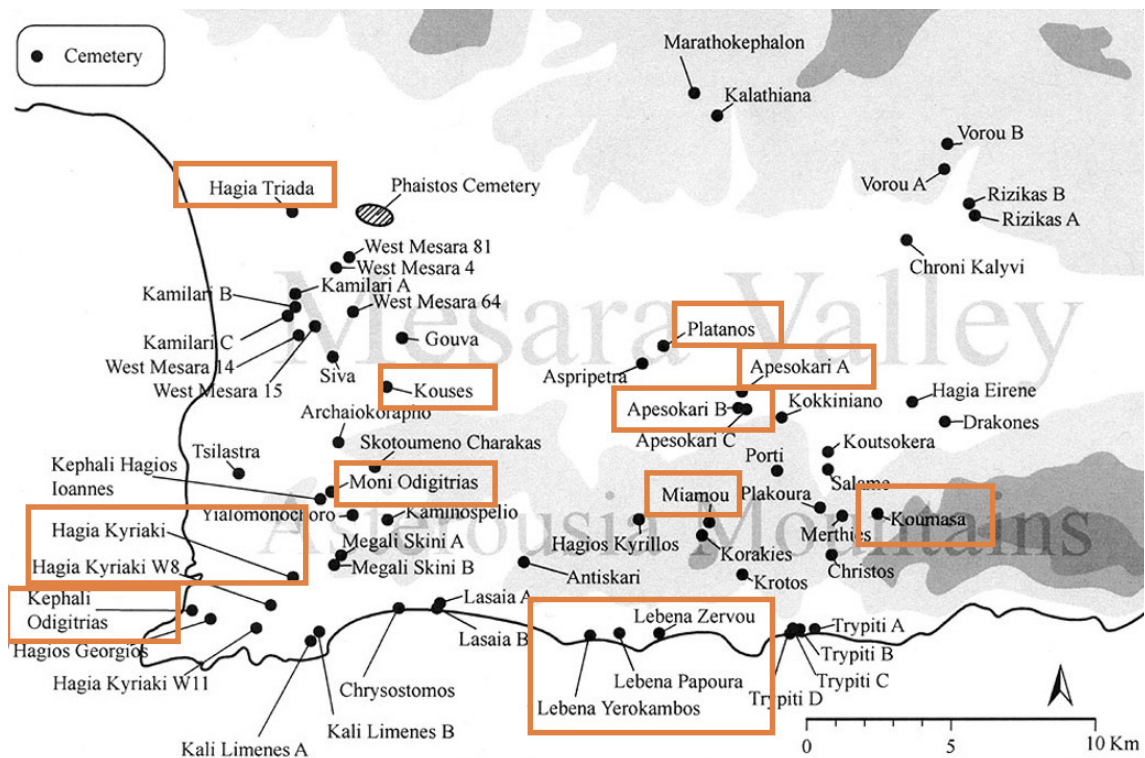 Cemetery
Marathokephalon
Kalathiana
Vorou B
Vorou A
Rizikas B
Rizikas A
Chroni Kalyvi
Hagia Triada
Phaistos Cemetery
West Mesara 81
West Mesara 4
Kamilari A
Kamilari B
West Mesara 64
Mesara Valley
Kamilari C
Gouva
West Mesara 14
West Mesara 15
Siva
Platanos
Aspripetra
Apesokari A
Kouses
Apesokari B
Apesokari C
Kokkiniano
Hagia Eirene
Drakones
Archaiokorapho
Skotoumeno Charakas
Koutsokera
Porti
Salame
Tsilastra
Kephali Hagios
Ioannes
Moni Odigitrias
Miamou
Plakoura
Koumasa
Yialomonochoro
Kaminospelio
Asterousia Mountains
Hagia Kyriaki
Hagios Kyrillos
Korakies
Merthies
Megali Skini A
Hagia Kyriaki W8
Megali Skini B
Antiskari
Krotos
Christos
Kephali
Odigitrias
Lasaia A
Lasaia B
Lebena Zervou
Trypiti A
Hagios Georgios
Trypiti B
Hagia Kyriaki W11
Lebena Papoura
Trypiti C
Chrysostomos
Lebena Yerokambos
Trypiti D
Kali Limenes B
Kali Limenes A
0 5 10 Km